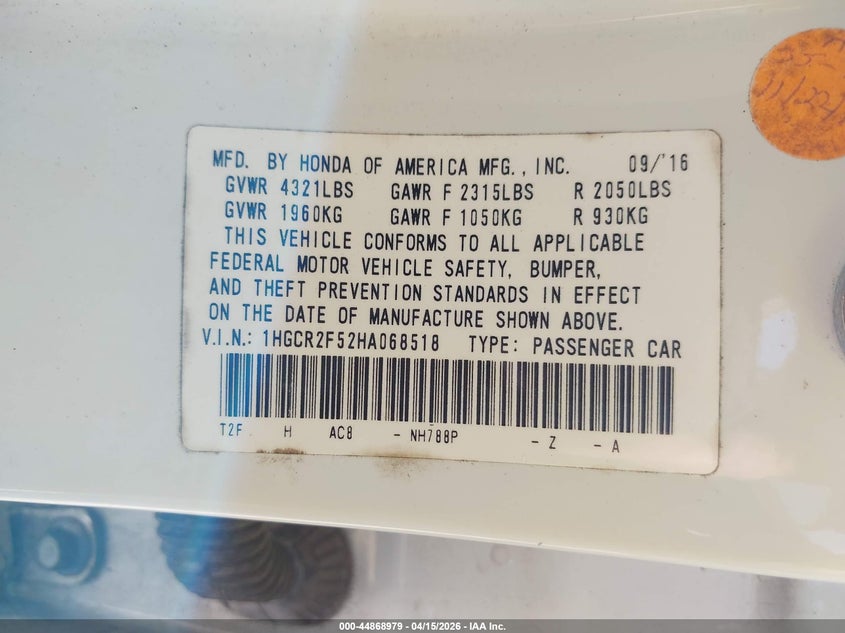 MFD. BY HONDA OF AMERICA MFG., INC. 09/'16
GVWR 4321LBS GAWR F 2315LBS R 2050LBS
GVWR 1960KG GAWR F 1050KG R 930KG
THIS VEHICLE CONFORMS TO ALL APPLICABLE
FEDERAL MOTOR VEHICLE SAFETY, BUMPER,
AND THEFT PREVENTION STANDARDS IN EFFECT
ON THE DATE OF MANUFACTURE SHOWN ABOVE.
V.I.N.: 1HGCR2F52HA068518 TYPE: PASSENGER CAR
T2F H AC8 - NH788P - Z - A
000-44868979 - 04/15/2026 - IAA Inc.